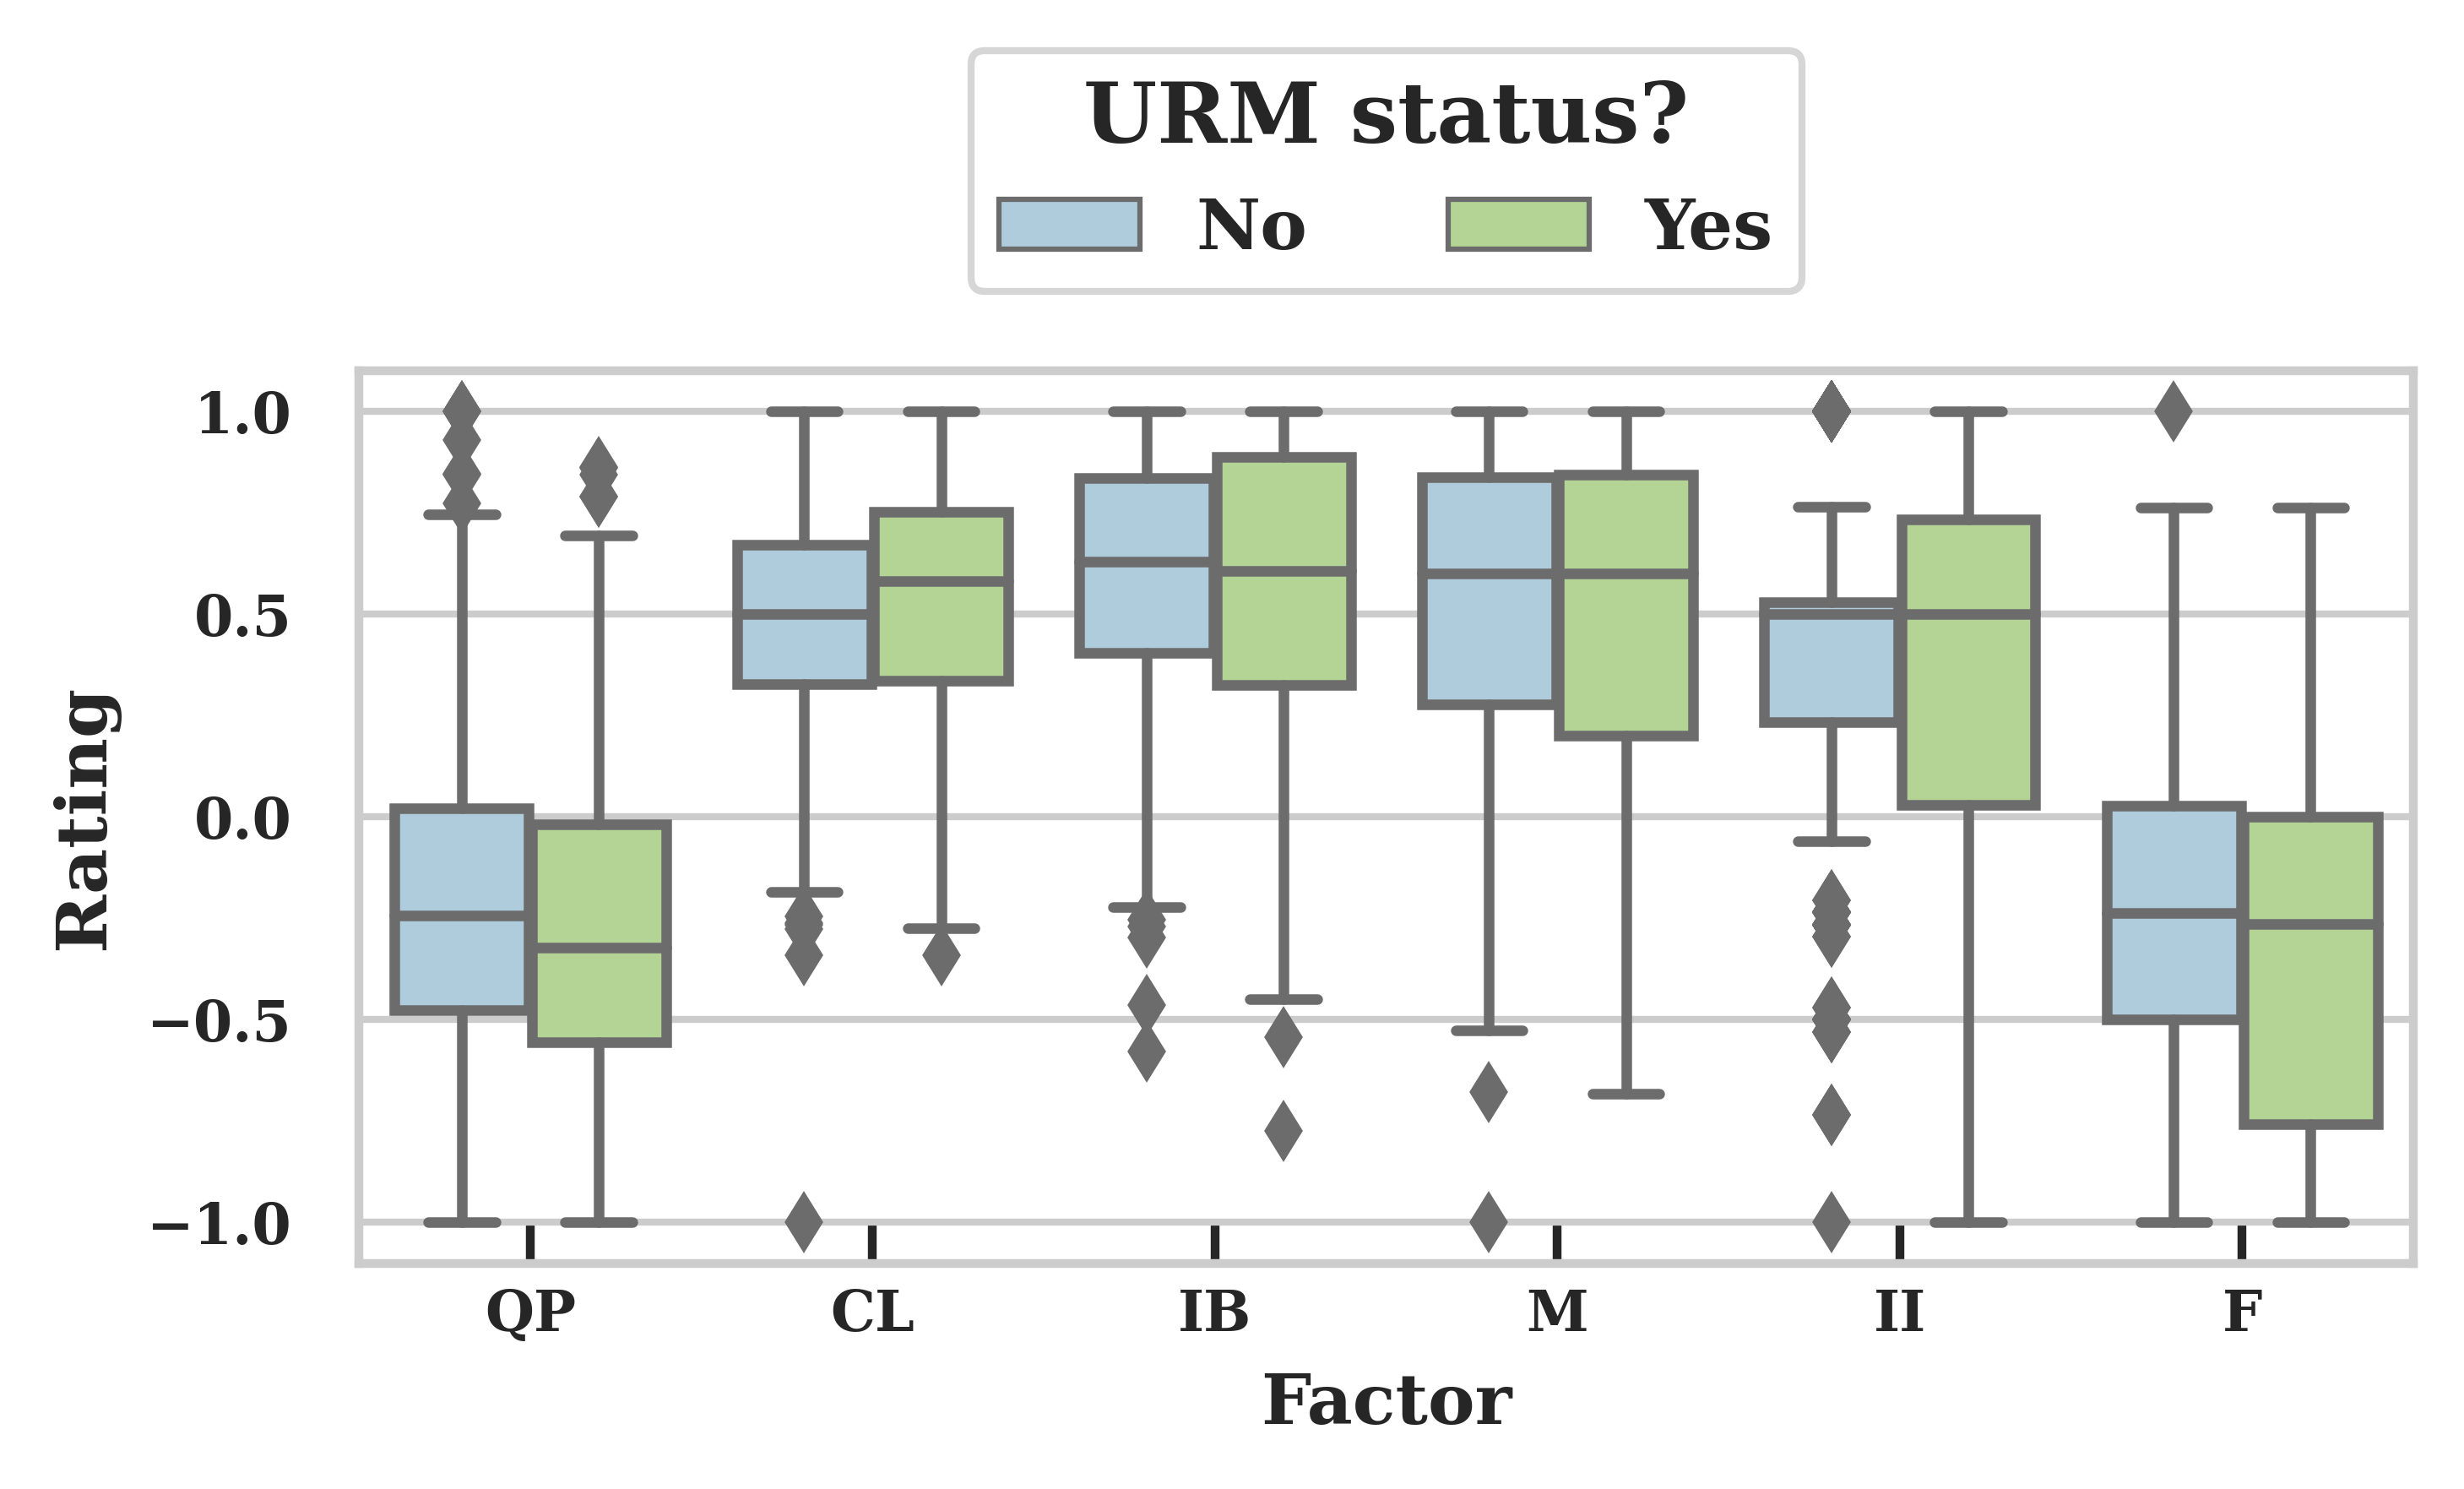 URM status?
No Yes
1.0
0.5
0.0
−0.5
−1.0
Rating
QP CL IB M II F
Factor